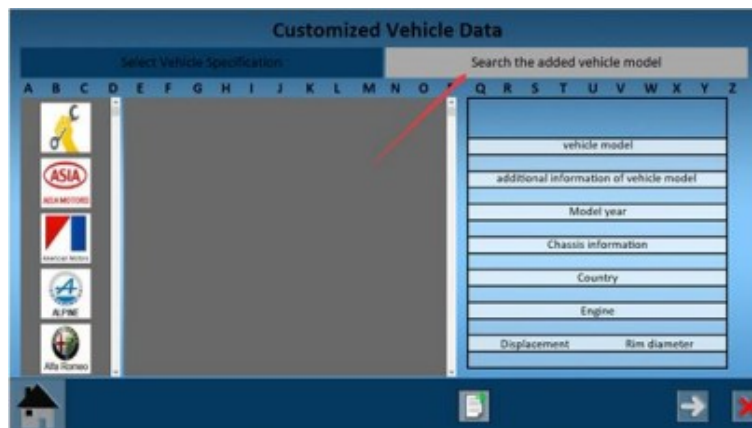 Customized Vehicle Data
Select Vehicle Specification
Search the added vehicle model
A B C D E F G H I J K L M N O Q R S T U V W X Y Z
ASIA
ASIA MOTORS
American Motors
ALPINE
Alfa Romeo
vehicle model
additional information of vehicle model
Model year
Chassis information
Country
Engine
Displacement Rim diameter